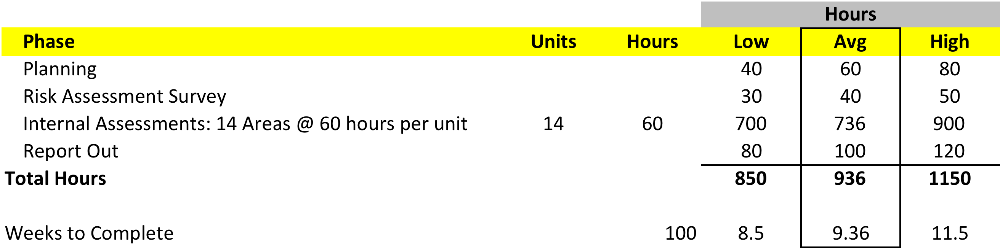 Hours
Phase Units Hours Low Avg High
Planning 40 60 80
Risk Assessment Survey 30 40 50
Internal Assessments: 14 Areas @ 60 hours per unit 14 60 700 736 900
Report Out 80 100 120
Total Hours 850 936 1150
Weeks to Complete 100 8.5 9.36 11.5